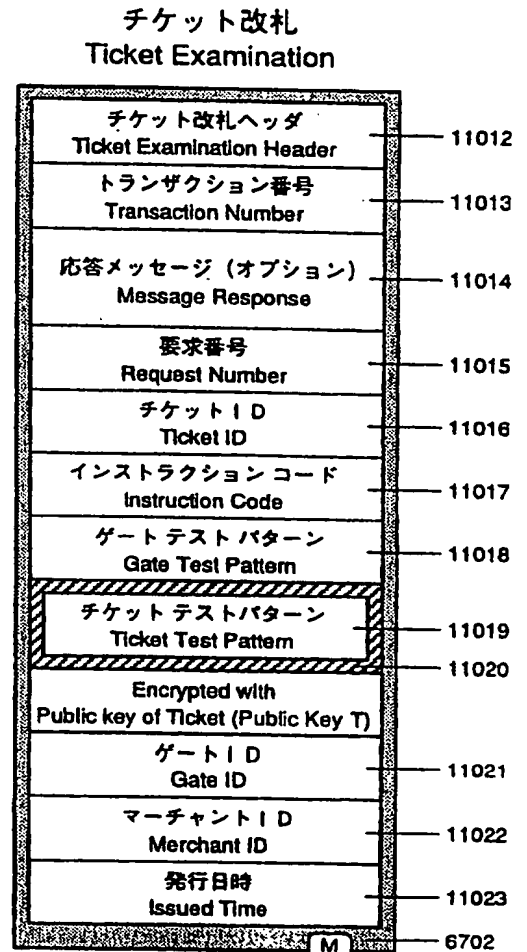 チケット改札
Ticket Examination
チケット改札ヘッダ
Ticket Examination Header
11012
トランザクション番号
Transaction Number
11013
応答メッセージ（オプション）
Message Response
11014
要求番号
Request Number
11015
チケットＩＤ
Ticket ID
11016
インストラクション コード
Instruction Code
11017
ゲート テスト パターン
Gate Test Pattern
11018
チケット テストパターン
Ticket Test Pattern
11019
11020
Encrypted with
Public key of Ticket (Public Key T)
ゲートＩＤ
Gate ID
11021
マーチャントＩＤ
Merchant ID
11022
発行日時
Issued Time
11023
M
6702